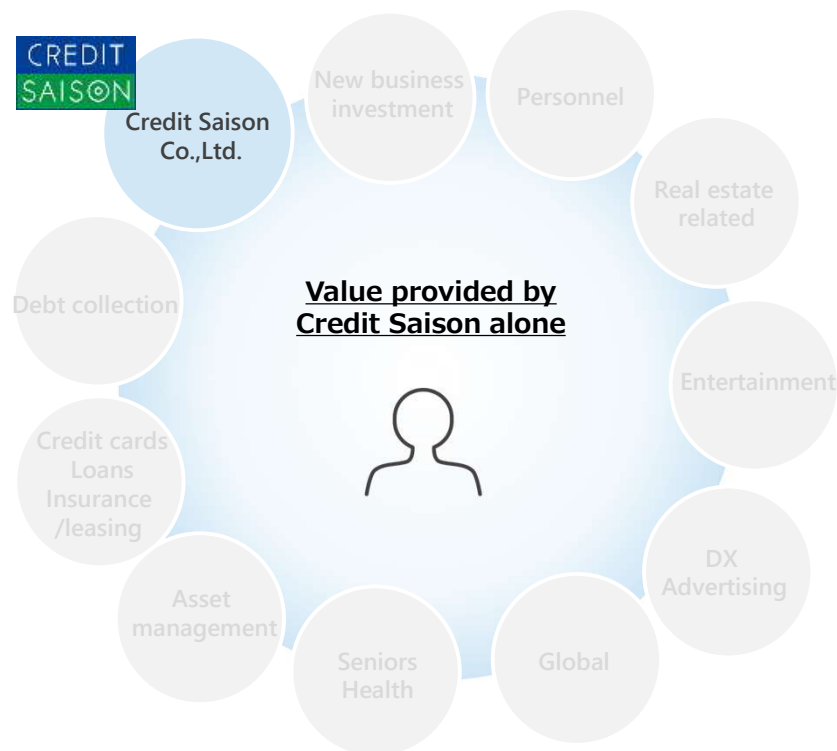 CREDIT
SAISON
Credit Saison
Co.,Ltd.
New business
investment
Personnel
Real estate
related
Entertainment
DX
Advertising
Global
Seniors
Health
Asset
management
Credit cards
Loans
Insurance
/leasing
Debt collection
Value provided by
Credit Saison alone